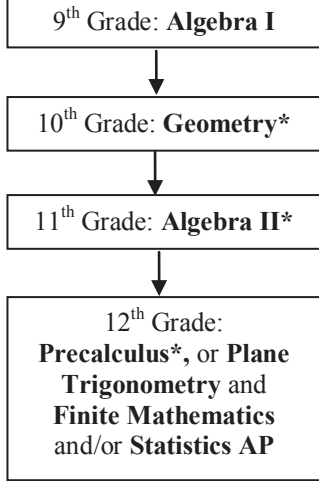 9th Grade: Algebra I
10th Grade: Geometry*
11th Grade: Algebra II*
12th Grade:
Precalculus*, or Plane
Trigonometry and
Finite Mathematics
and/or Statistics AP